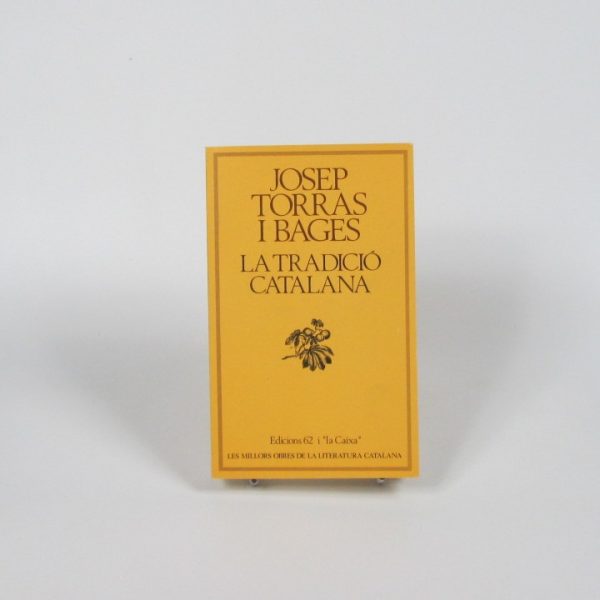 JOSEP
TORRAS
I BAGES
LA TRADICIÓ
CATALANA
Edicions 62 i "la Caixa"
LES MILLORS OBRES DE LA LITERATURA CATALANA